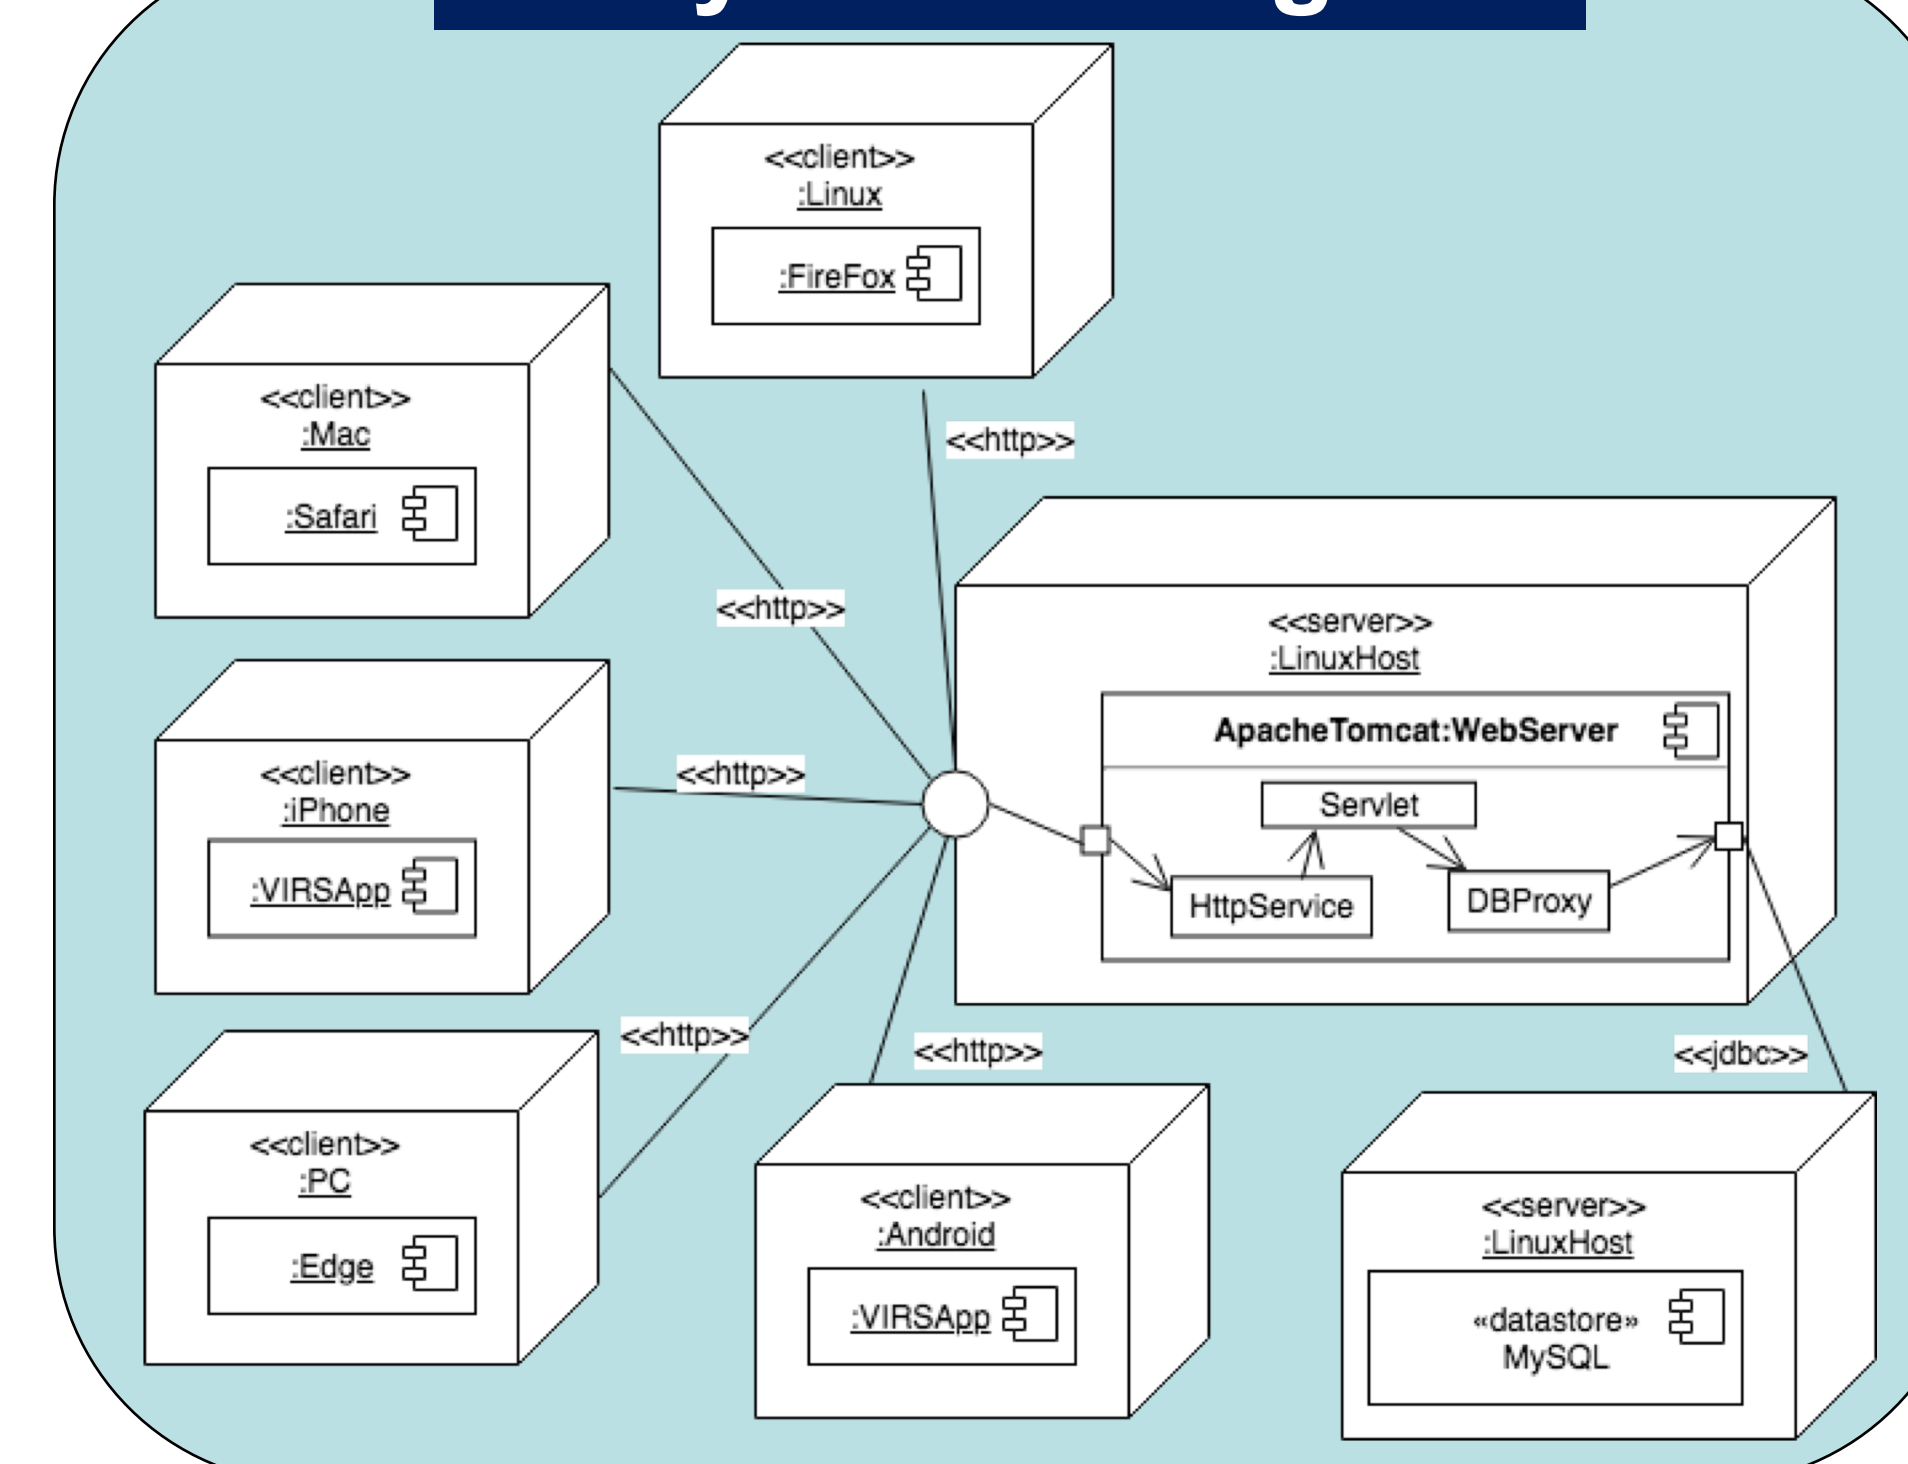 <<client>>
:Linux
:FireFox
<<client>>
:Mac
:Safari
<<http>>
<<http>>
<<server>>
:LinuxHost
ApacheTomcat:WebServer
Servlet
HttpService
DBProxy
<<client>>
:iPhone
:VIRSApp
<<http>>
<<http>>
<<http>>
<<jdbc>>
<<client>>
:PC
:Edge
<<client>>
:Android
:VIRSApp
<<server>>
:LinuxHost
«datastore»
MySQL